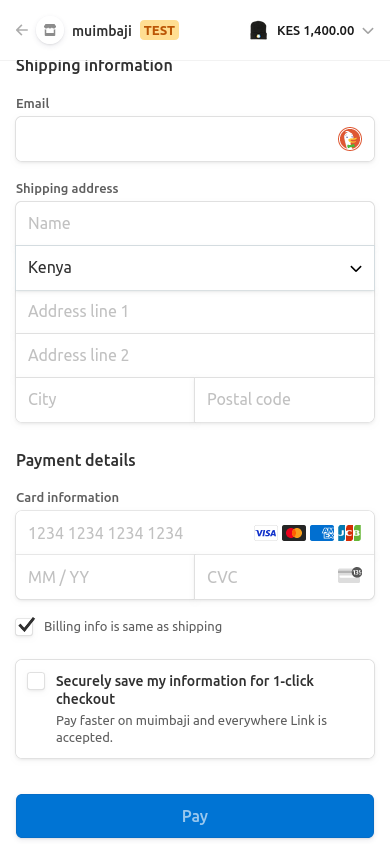 muimbaji TEST KES 1,400.00
Shipping information
Email
Shipping address
Name
Kenya
Address line 1
Address line 2
City Postal code
Payment details
Card information
1234 1234 1234 1234 VISA AMEX JCB
MM / YY CVC 135
Billing info is same as shipping
Securely save my information for 1-click
checkout
Pay faster on muimbaji and everywhere Link is
accepted.
Pay